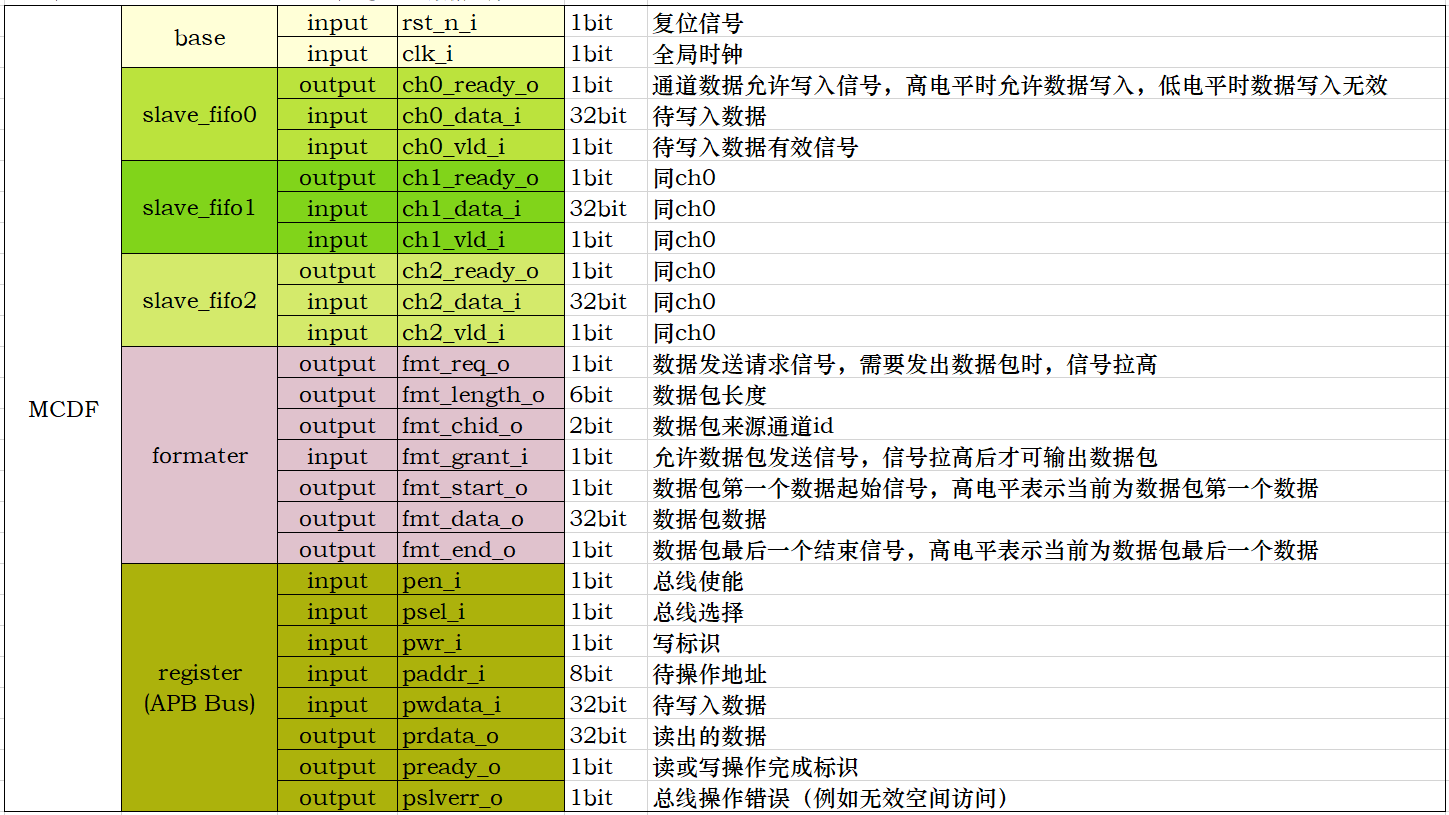 MCDF
base
input rst_n_i 1bit 复位信号
input clk_i 1bit 全局时钟
slave_fifo0
output ch0_ready_o 1bit 通道数据允许写入信号，高电平时允许数据写入，低电平时数据写入无效
input ch0_data_i 32bit 待写入数据
input ch0_vld_i 1bit 待写入数据有效信号
slave_fifo1
output ch1_ready_o 1bit 同ch0
input ch1_data_i 32bit 同ch0
input ch1_vld_i 1bit 同ch0
slave_fifo2
output ch2_ready_o 1bit 同ch0
input ch2_data_i 32bit 同ch0
input ch2_vld_i 1bit 同ch0
formater
output fmt_req_o 1bit 数据发送请求信号，需要发出数据包时，信号拉高
output fmt_length_o 6bit 数据包长度
output fmt_chid_o 2bit 数据包来源通道id
input fmt_grant_i 1bit 允许数据包发送信号，信号拉高后才可输出数据包
output fmt_start_o 1bit 数据包第一个数据起始信号，高电平表示当前为数据包第一个数据
output fmt_data_o 32bit 数据包数据
output fmt_end_o 1bit 数据包最后一个结束信号，高电平表示当前为数据包最后一个数据
register
(APB Bus)
input pen_i 1bit 总线使能
input psel_i 1bit 总线选择
input pwr_i 1bit 写标识
input paddr_i 8bit 待操作地址
input pwdata_i 32bit 待写入数据
output prdata_o 32bit 读出的数据
output pready_o 1bit 读或写操作完成标识
output pslverr_o 1bit 总线操作错误（例如无效空间访问）